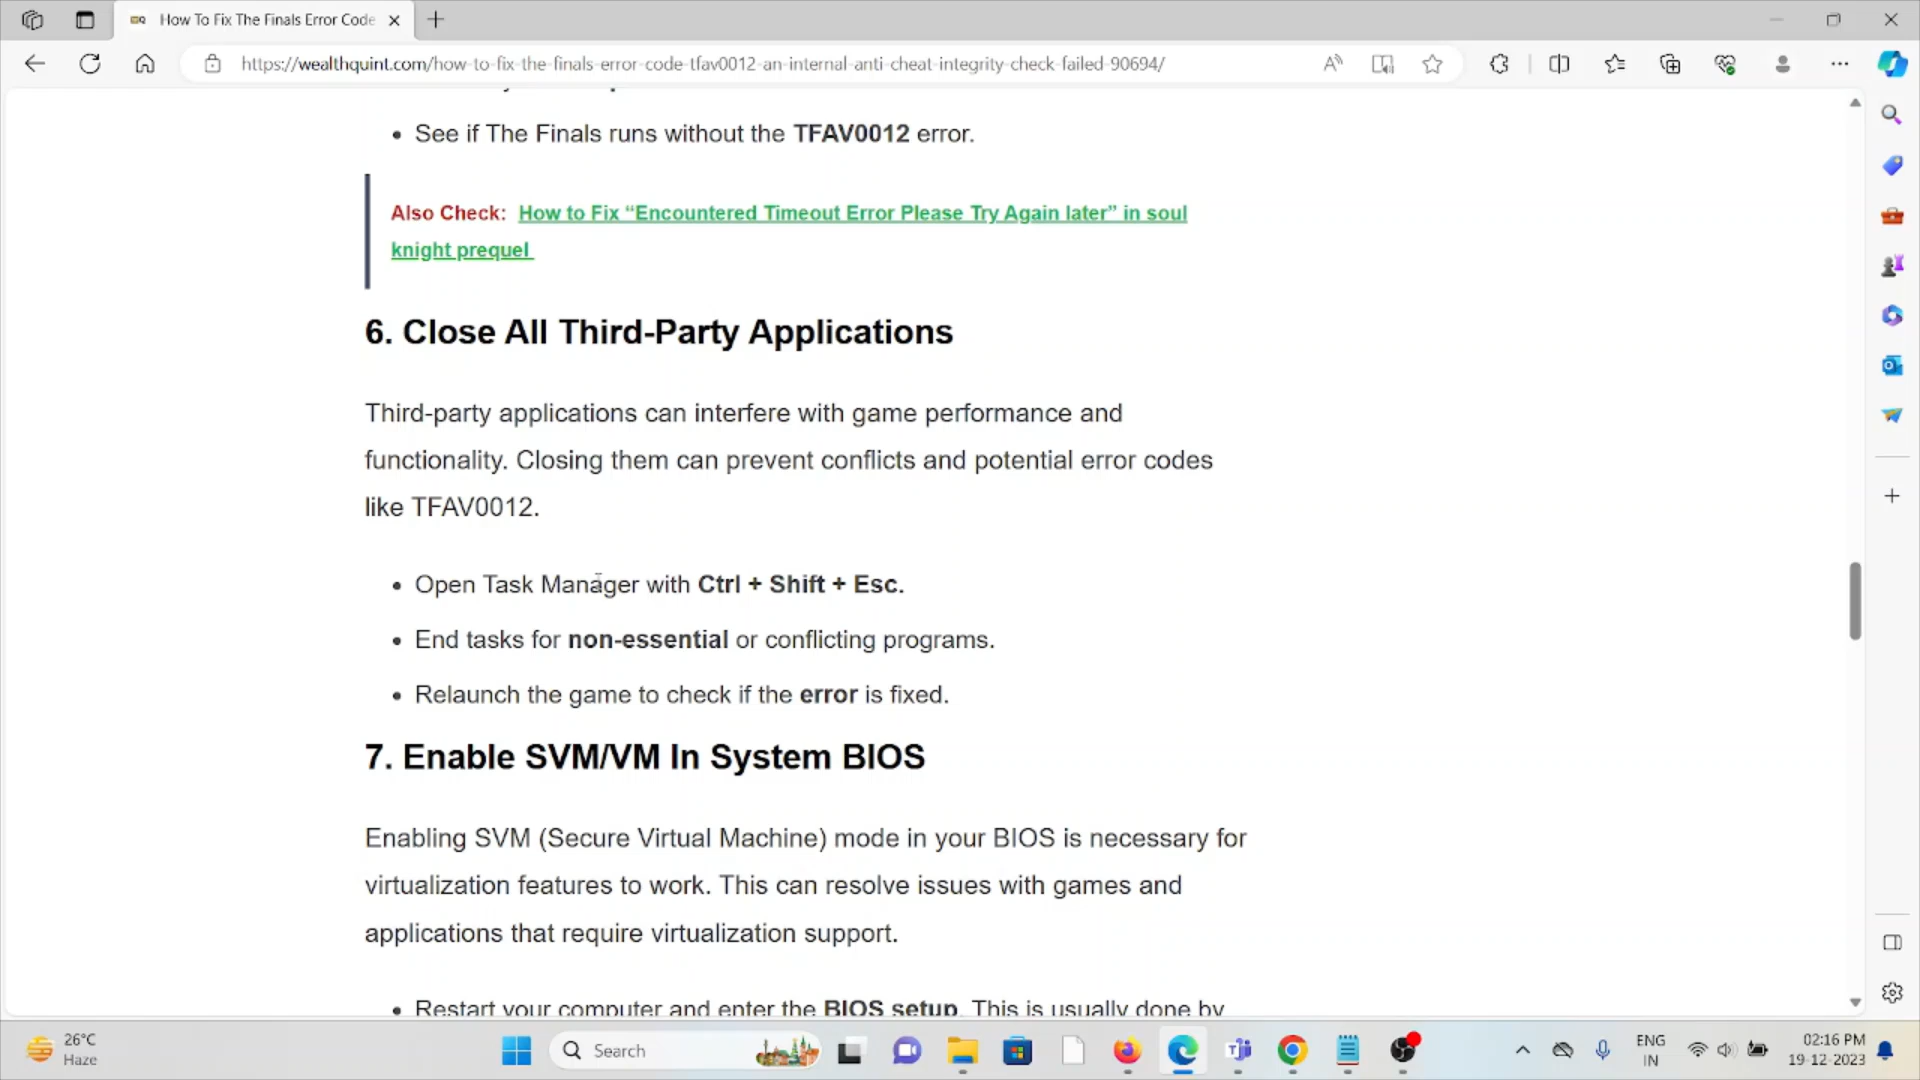 How To Fix The Finals Error Code
https://wealthquint.com/how-to-fix-the-finals-error-code-tfav0012-an-internal-anti-cheat-integrity-check-failed-90694/
• See if The Finals runs without the TFAV0012 error.
Also Check: How to Fix “Encountered Timeout Error Please Try Again later” in soul
knight prequel
6. Close All Third-Party Applications
Third-party applications can interfere with game performance and
functionality. Closing them can prevent conflicts and potential error codes
like TFAV0012.
• Open Task Manager with Ctrl + Shift + Esc.
• End tasks for non-essential or conflicting programs.
• Relaunch the game to check if the error is fixed.
7. Enable SVM/VM In System BIOS
Enabling SVM (Secure Virtual Machine) mode in your BIOS is necessary for
virtualization features to work. This can resolve issues with games and
applications that require virtualization support.
• Restart your computer and enter the BIOS setup. This is usually done by
26°C
Haze
Search
ENG
IN
02:16 PM
19-12-2023